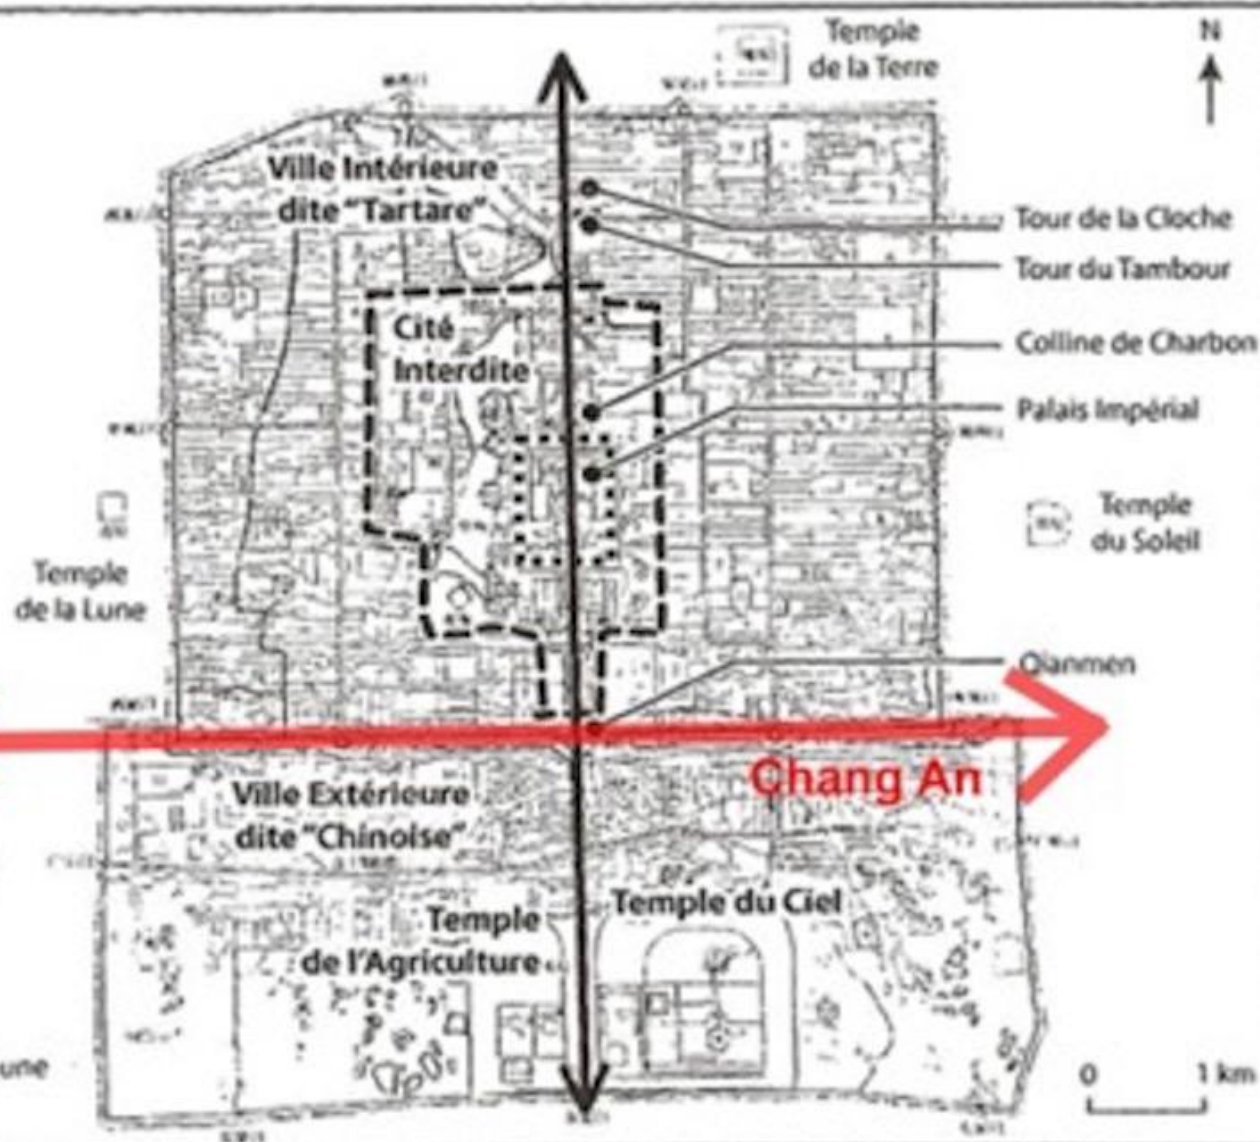 Temple
de la Terre
N
Ville Intérieure
dite "Tartare"
Tour de la Cloche
Tour du Tambour
Cité
Interdite
Colline de Charbon
Palais Impérial
Temple
du Soleil
Temple
de la Lune
Qianmen
Chang An
Ville Extérieure
dite "Chinoise"
Temple du Ciel
Temple
de l'Agriculture
une
0 1 km